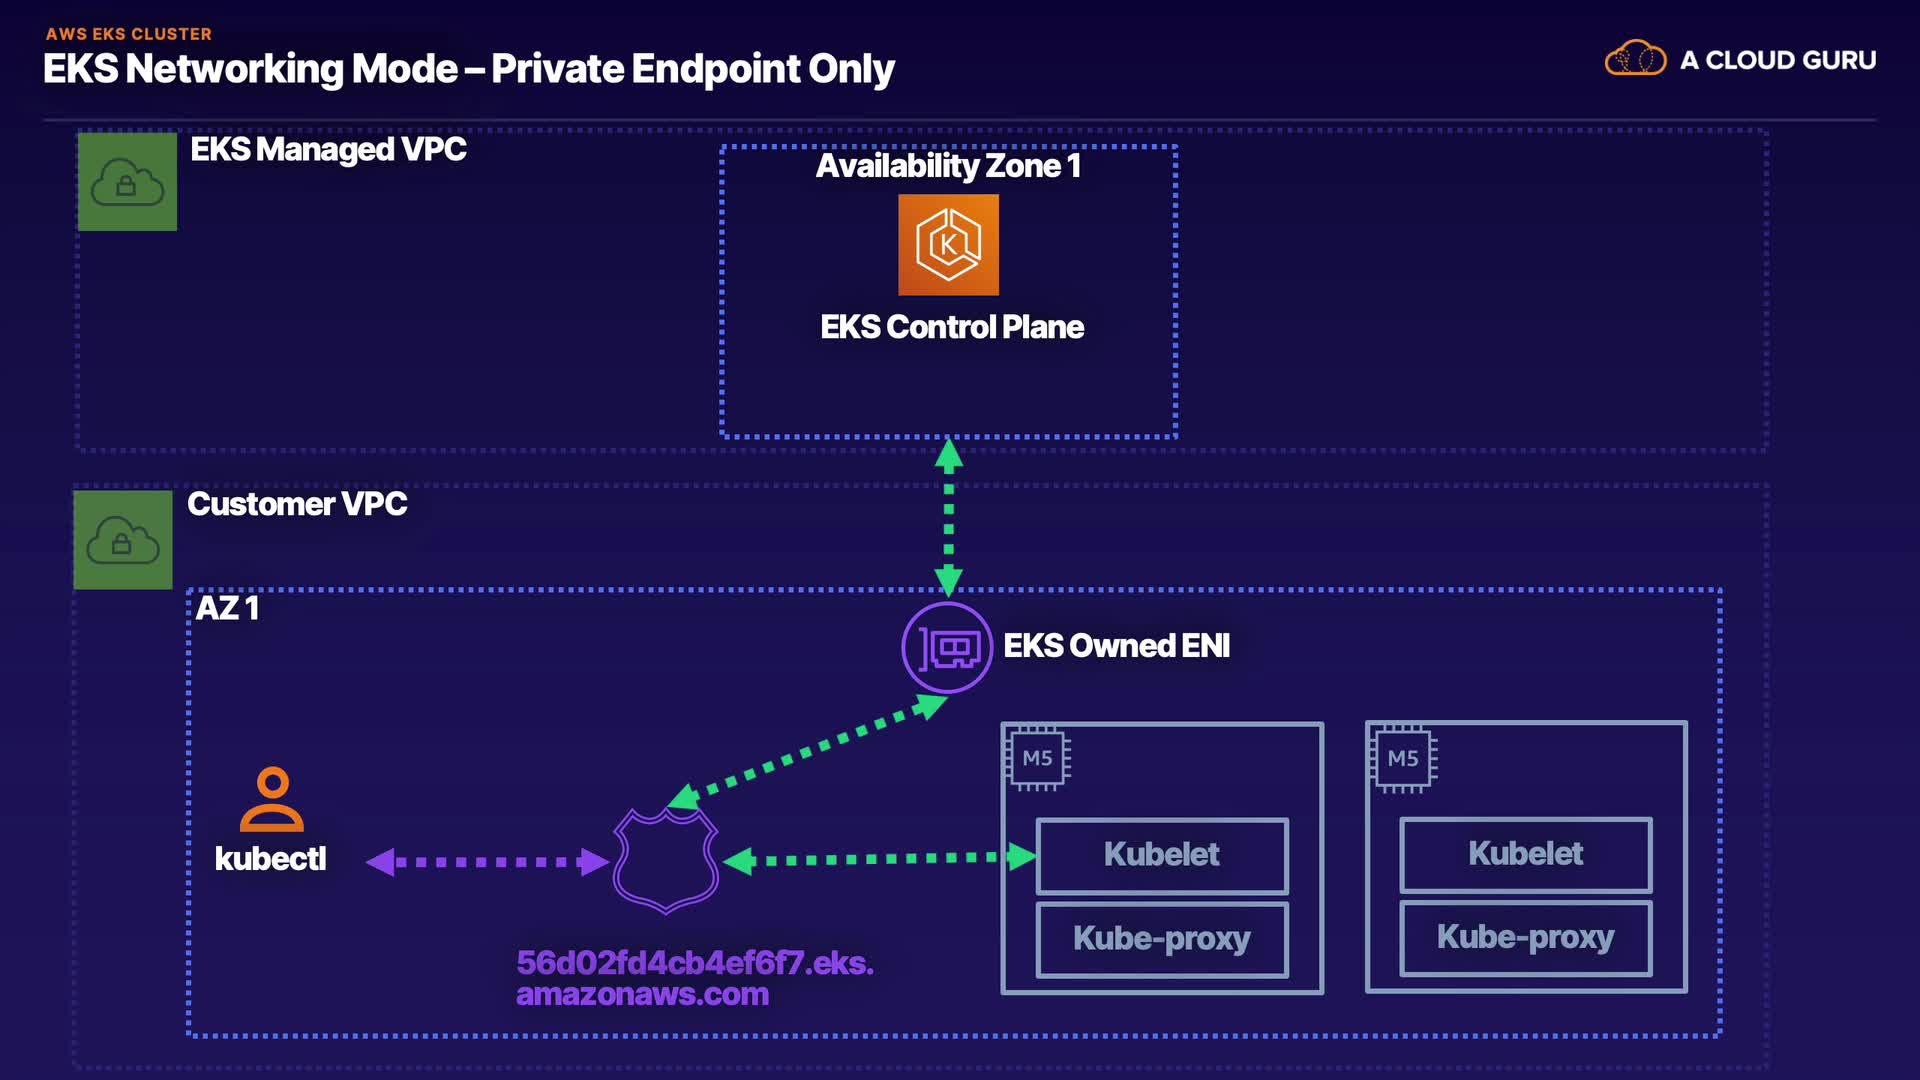 AWS EKS CLUSTER
EKS Networking Mode – Private Endpoint Only
A CLOUD GURU
EKS Managed VPC
Availability Zone 1
K
EKS Control Plane
Customer VPC
AZ 1
EKS Owned ENI
M5
M5
kubectl
Kubelet
Kubelet
Kube-proxy
Kube-proxy
56d02fd4cb4ef6f7.eks.
amazonaws.com